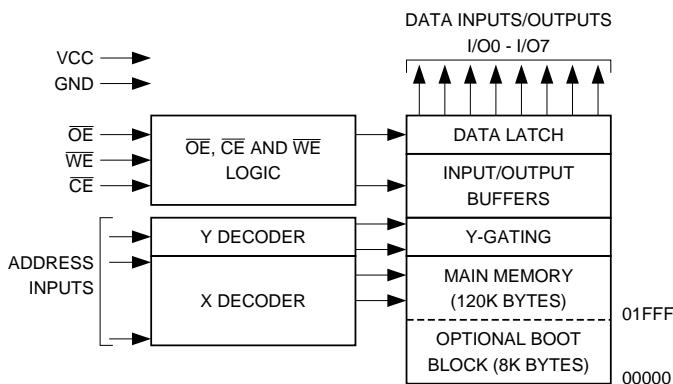 DATA INPUTS/OUTPUTS
I/O0 - I/O7
VCC
GND
OE
WE
CE
OE, CE AND WE
LOGIC
DATA LATCH
INPUT/OUTPUT
BUFFERS
ADDRESS
INPUTS
Y DECODER
X DECODER
Y-GATING
MAIN MEMORY
(120K BYTES)
OPTIONAL BOOT
BLOCK (8K BYTES)
01FFF
00000